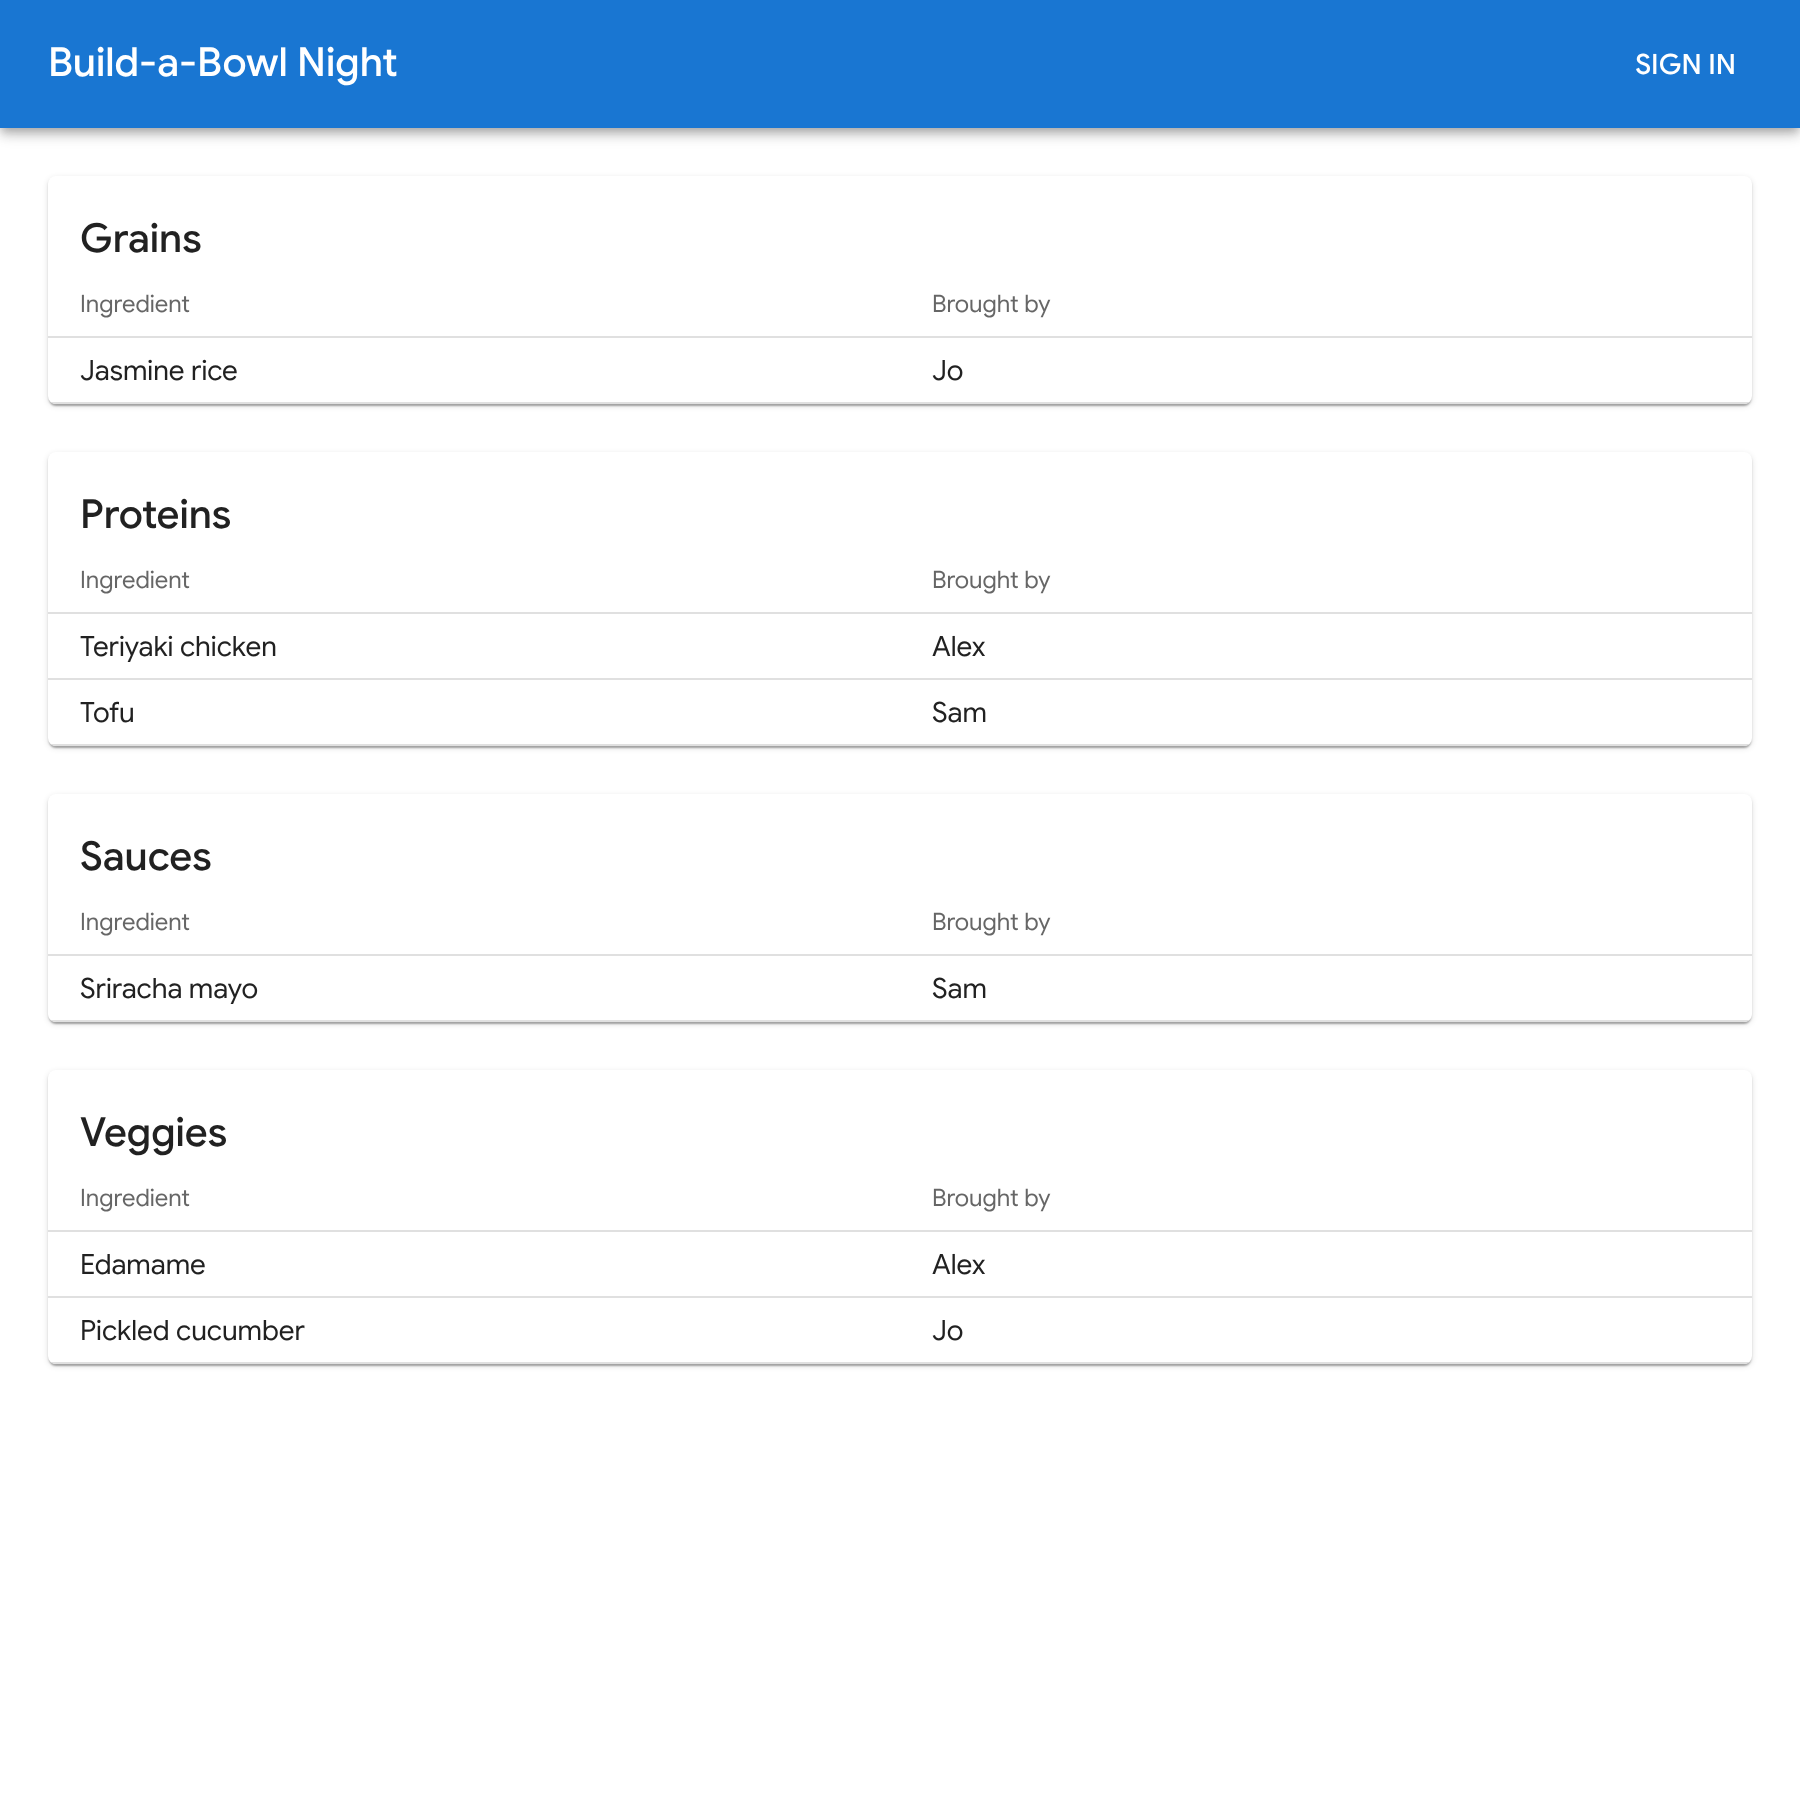 Build-a-Bowl Night SIGN IN
Grains
Ingredient Brought by
Jasmine rice Jo
Proteins
Ingredient Brought by
Teriyaki chicken Alex
Tofu Sam
Sauces
Ingredient Brought by
Sriracha mayo Sam
Veggies
Ingredient Brought by
Edamame Alex
Pickled cucumber Jo